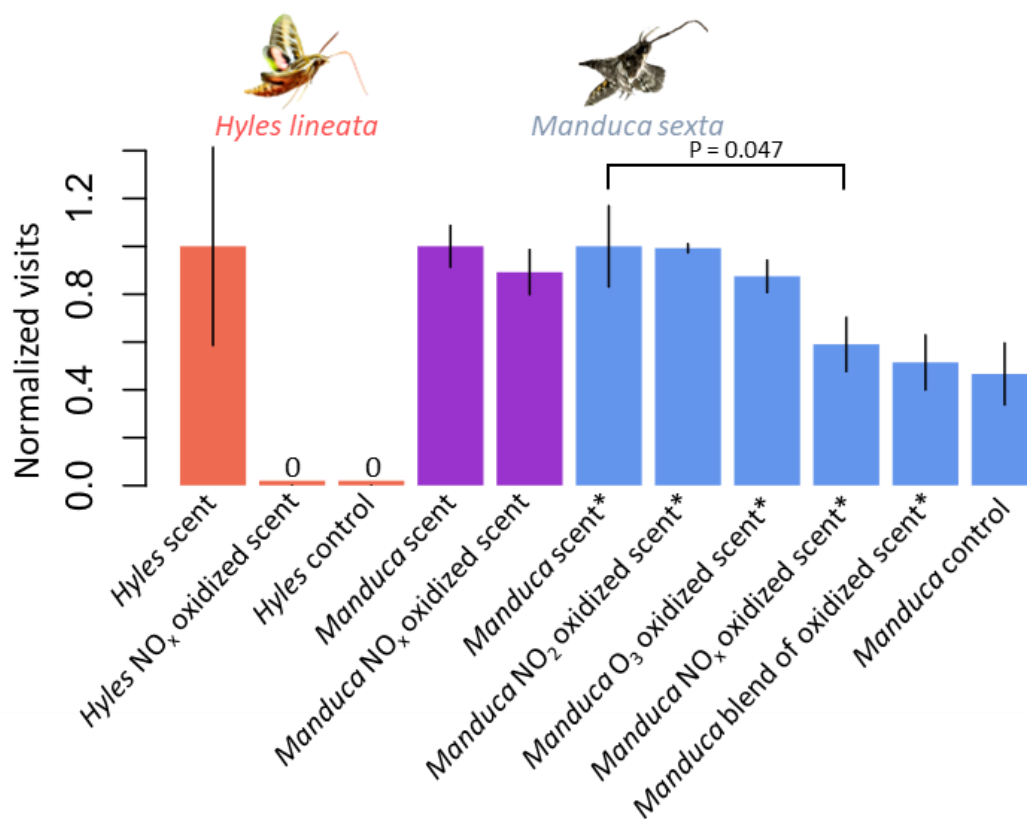 Hyles lineata
Manduca sexta
P = 0.047
Normalized visits
1.2
0.8
0.4
0.0
0
0
Hyles scent
Hyles NOₓ oxidized scent
Hyles control
Manduca scent
Manduca NOₓ oxidized scent
Manduca scent*
Manduca NO₂ oxidized scent*
Manduca O₃ oxidized scent*
Manduca NOₓ oxidized scent*
Manduca blend of oxidized scent*
Manduca control